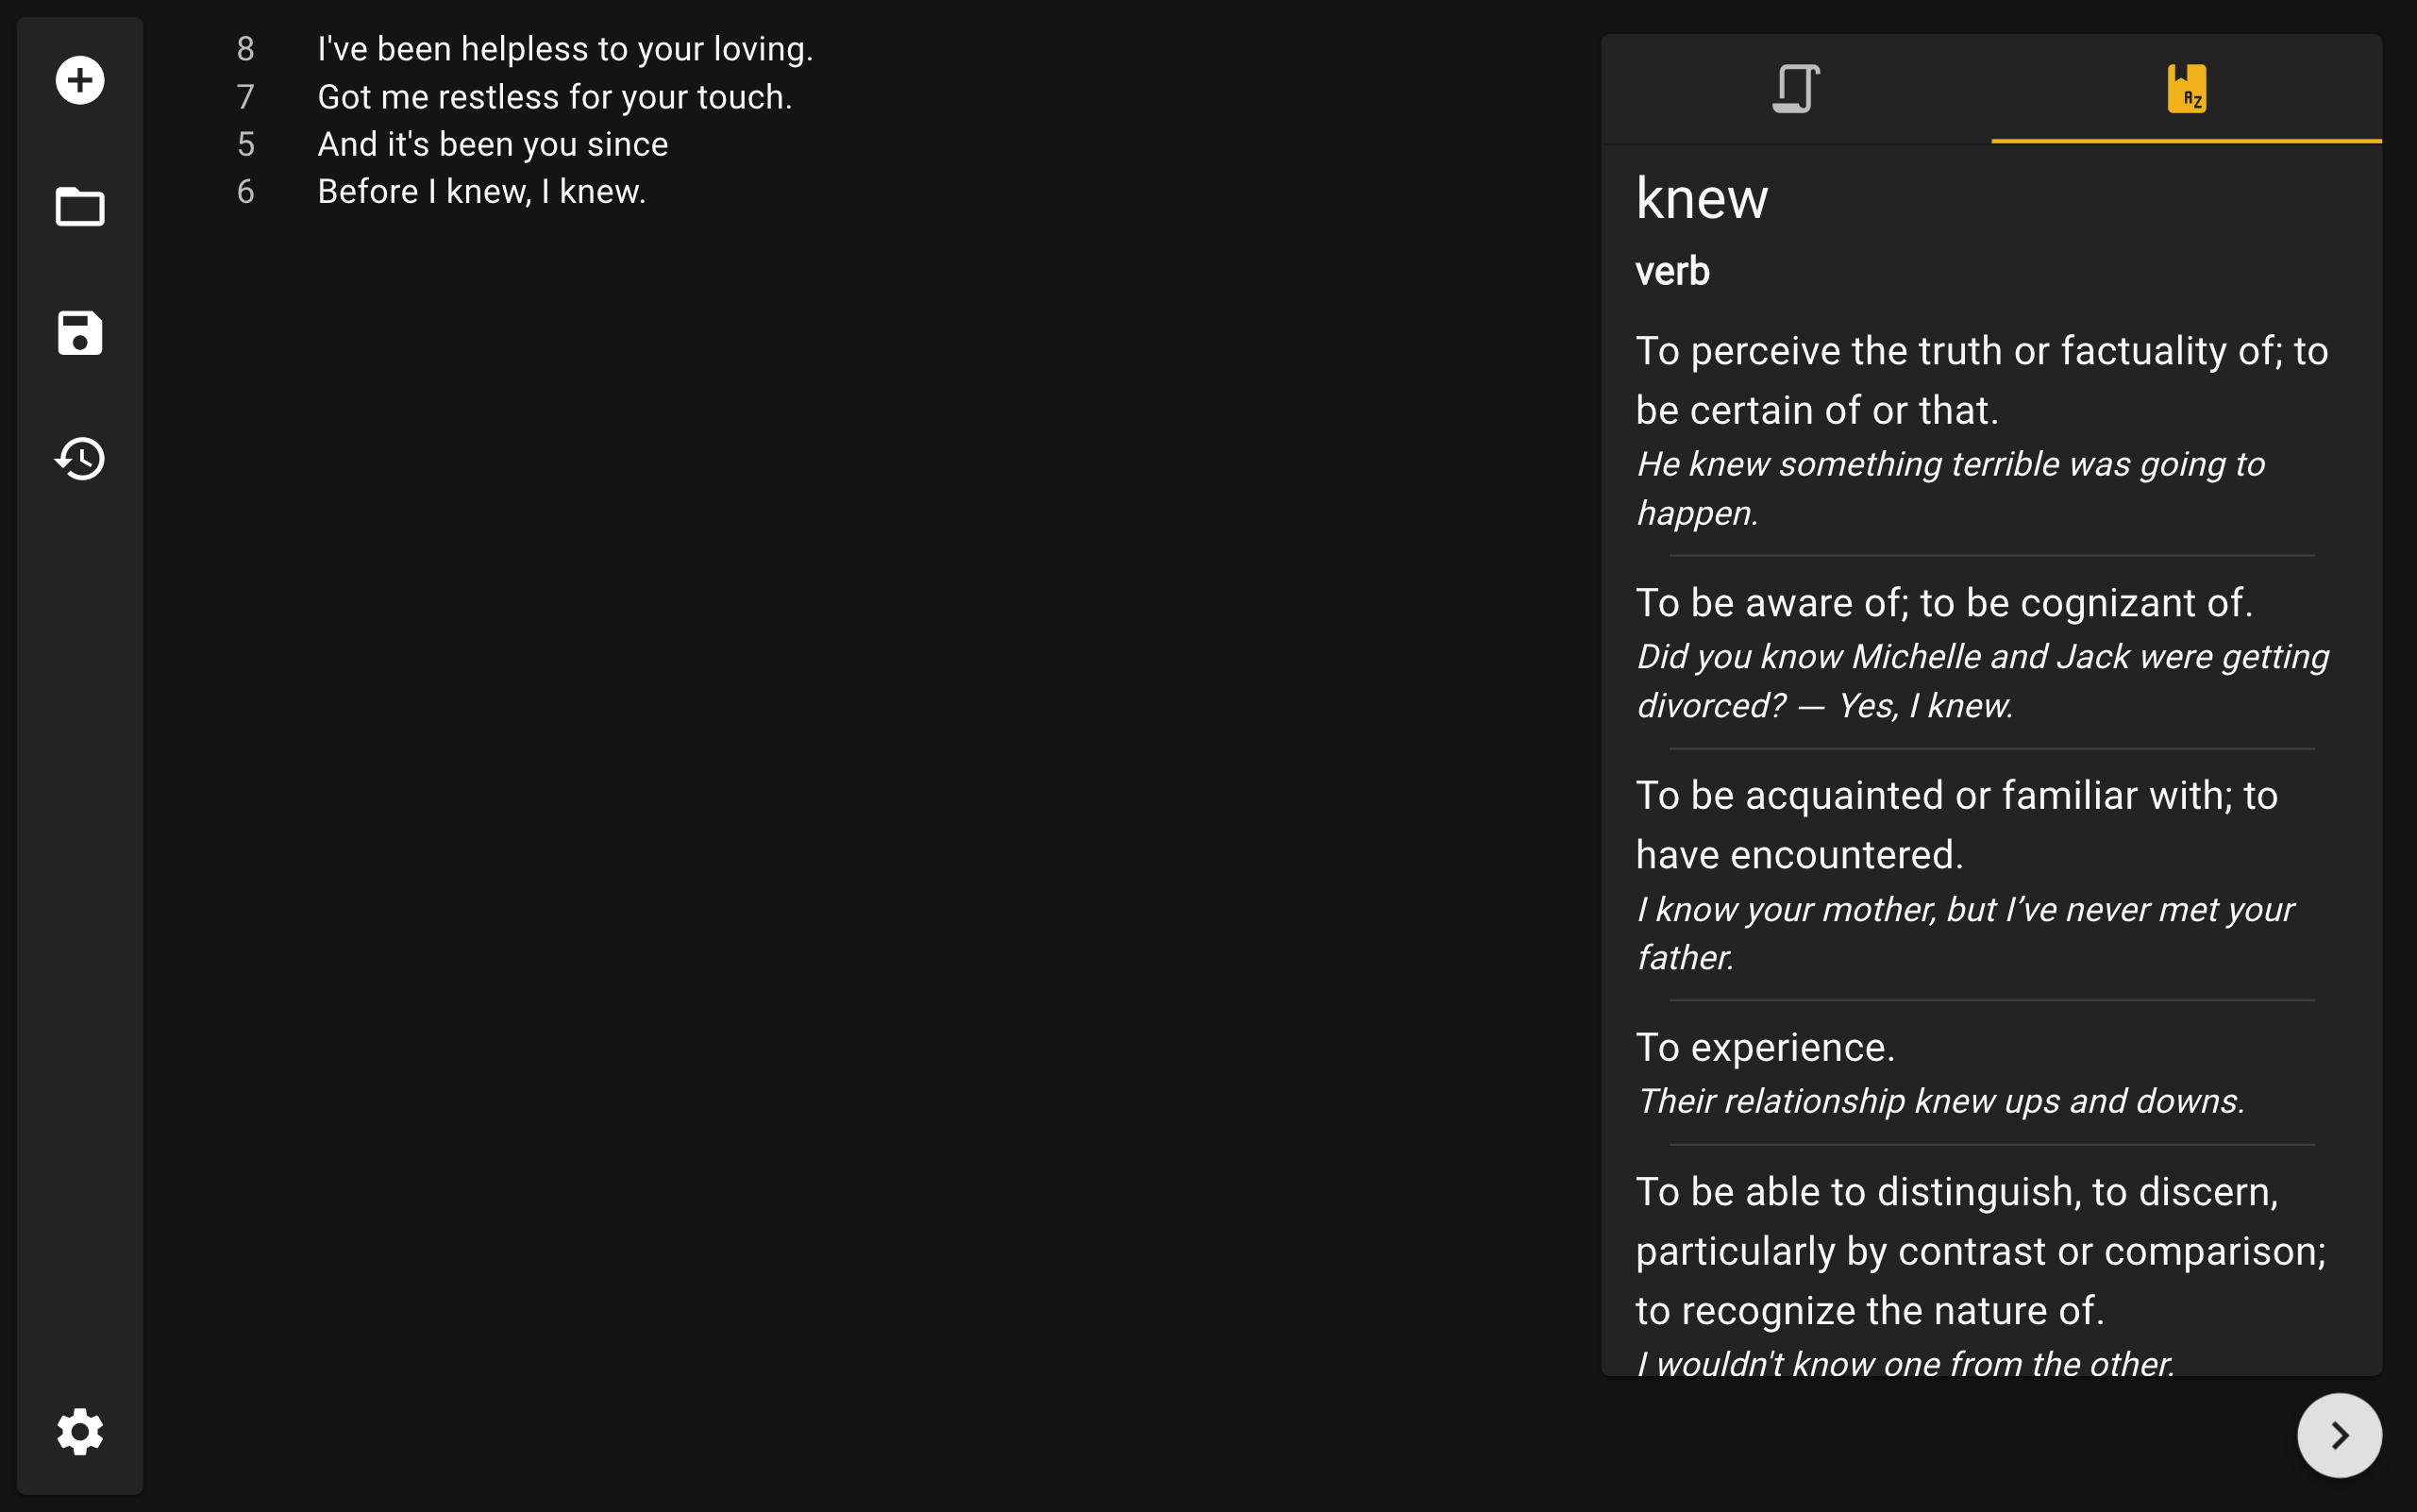 8 I've been helpless to your loving.
7 Got me restless for your touch.
5 And it's been you since
6 Before I knew, I knew.
AZ
knew
verb
To perceive the truth or factuality of; to
be certain of or that.
He knew something terrible was going to
happen.
To be aware of; to be cognizant of.
Did you know Michelle and Jack were getting
divorced? — Yes, I knew.
To be acquainted or familiar with; to
have encountered.
I know your mother, but I’ve never met your
father.
To experience.
Their relationship knew ups and downs.
To be able to distinguish, to discern,
particularly by contrast or comparison;
to recognize the nature of.
I wouldn't know one from the other.